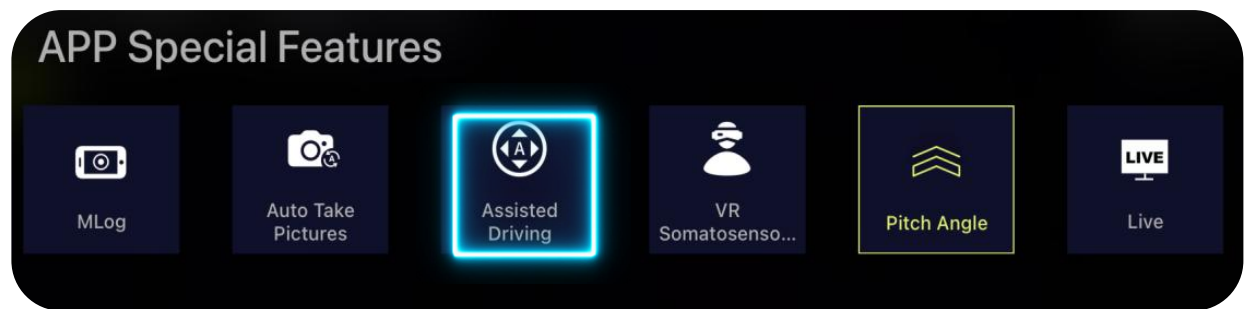 APP Special Features
MLog
Auto Take
Pictures
A
A
Assisted
Driving
VR
Somatosenso...
Pitch Angle
LIVE
Live